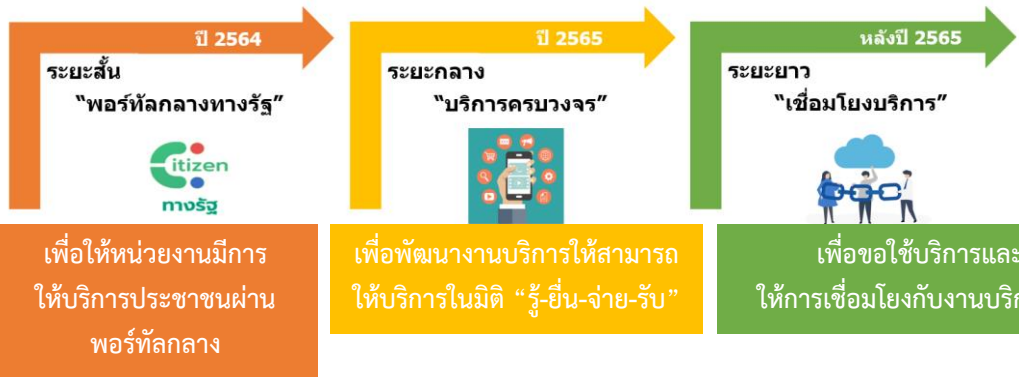 ปี 2564
ระยะสั้น
“พอร์ทัลกลางทางรัฐ”
itizen
ทางรัฐ
เพื่อให้หน่วยงานมีการ
ให้บริการประชาชนผ่าน
พอร์ทัลกลาง
ปี 2565
ระยะกลาง
“บริการครบวงจร”
เพื่อพัฒนางานบริการให้สามารถ
ให้บริการในมิติ “รู้-ยื่น-จ่าย-รับ”
หลังปี 2565
ระยะยาว
“เชื่อมโยงบริการ”
เพื่อขอใช้บริการและ
ให้การเชื่อมโยงกับงาน